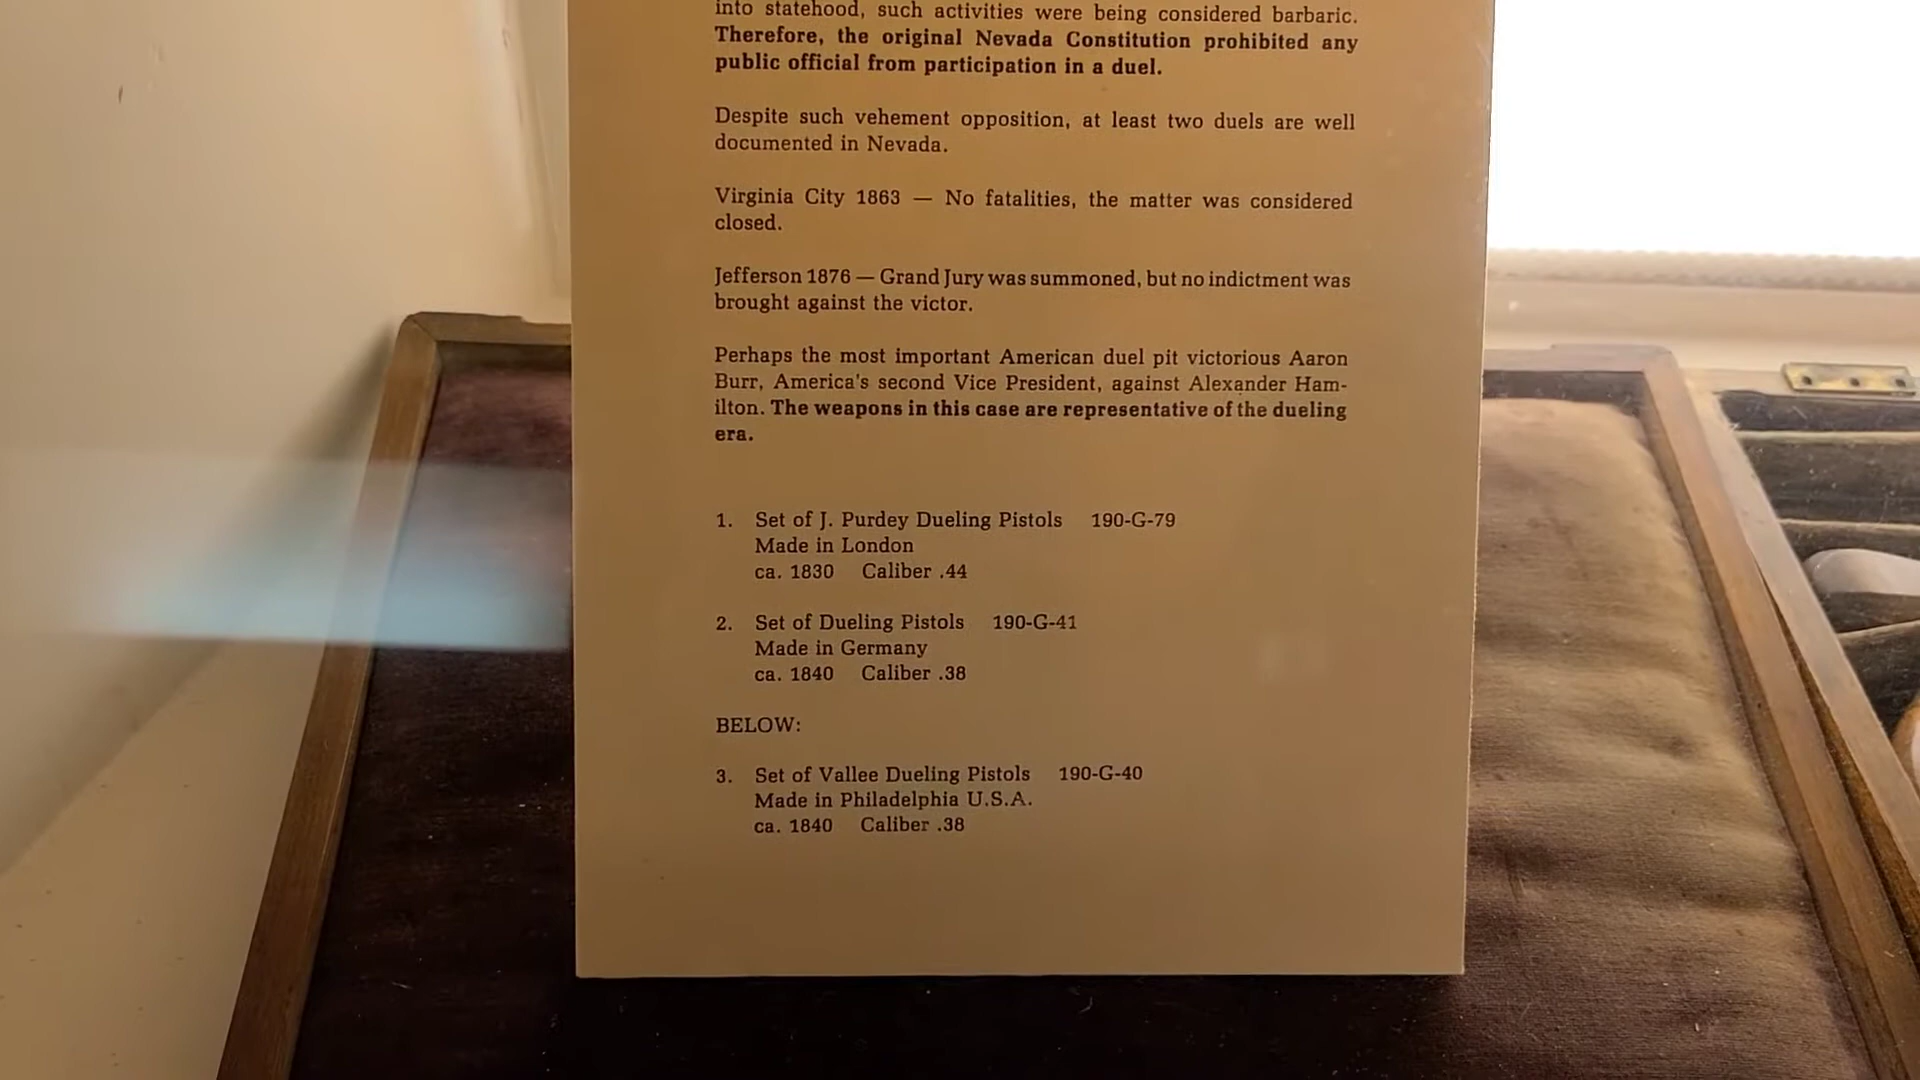 into statehood, such activities were being considered barbaric.
Therefore, the original Nevada Constitution prohibited any
public official from participation in a duel.
Despite such vehement opposition, at least two duels are well
documented in Nevada.
Virginia City 1863 — No fatalities, the matter was considered
closed.
Jefferson 1876 — Grand Jury was summoned, but no indictment was
brought against the victor.
Perhaps the most important American duel pit victorious Aaron
Burr, America's second Vice President, against Alexander Ham-
ilton. The weapons in this case are representative of the dueling
era.
1. Set of J. Purdey Dueling Pistols 190-G-79
Made in London
ca. 1830 Caliber .44
2. Set of Dueling Pistols 190-G-41
Made in Germany
ca. 1840 Caliber .38
BELOW:
3. Set of Vallee Dueling Pistols 190-G-40
Made in Philadelphia U.S.A.
ca. 1840 Caliber .38